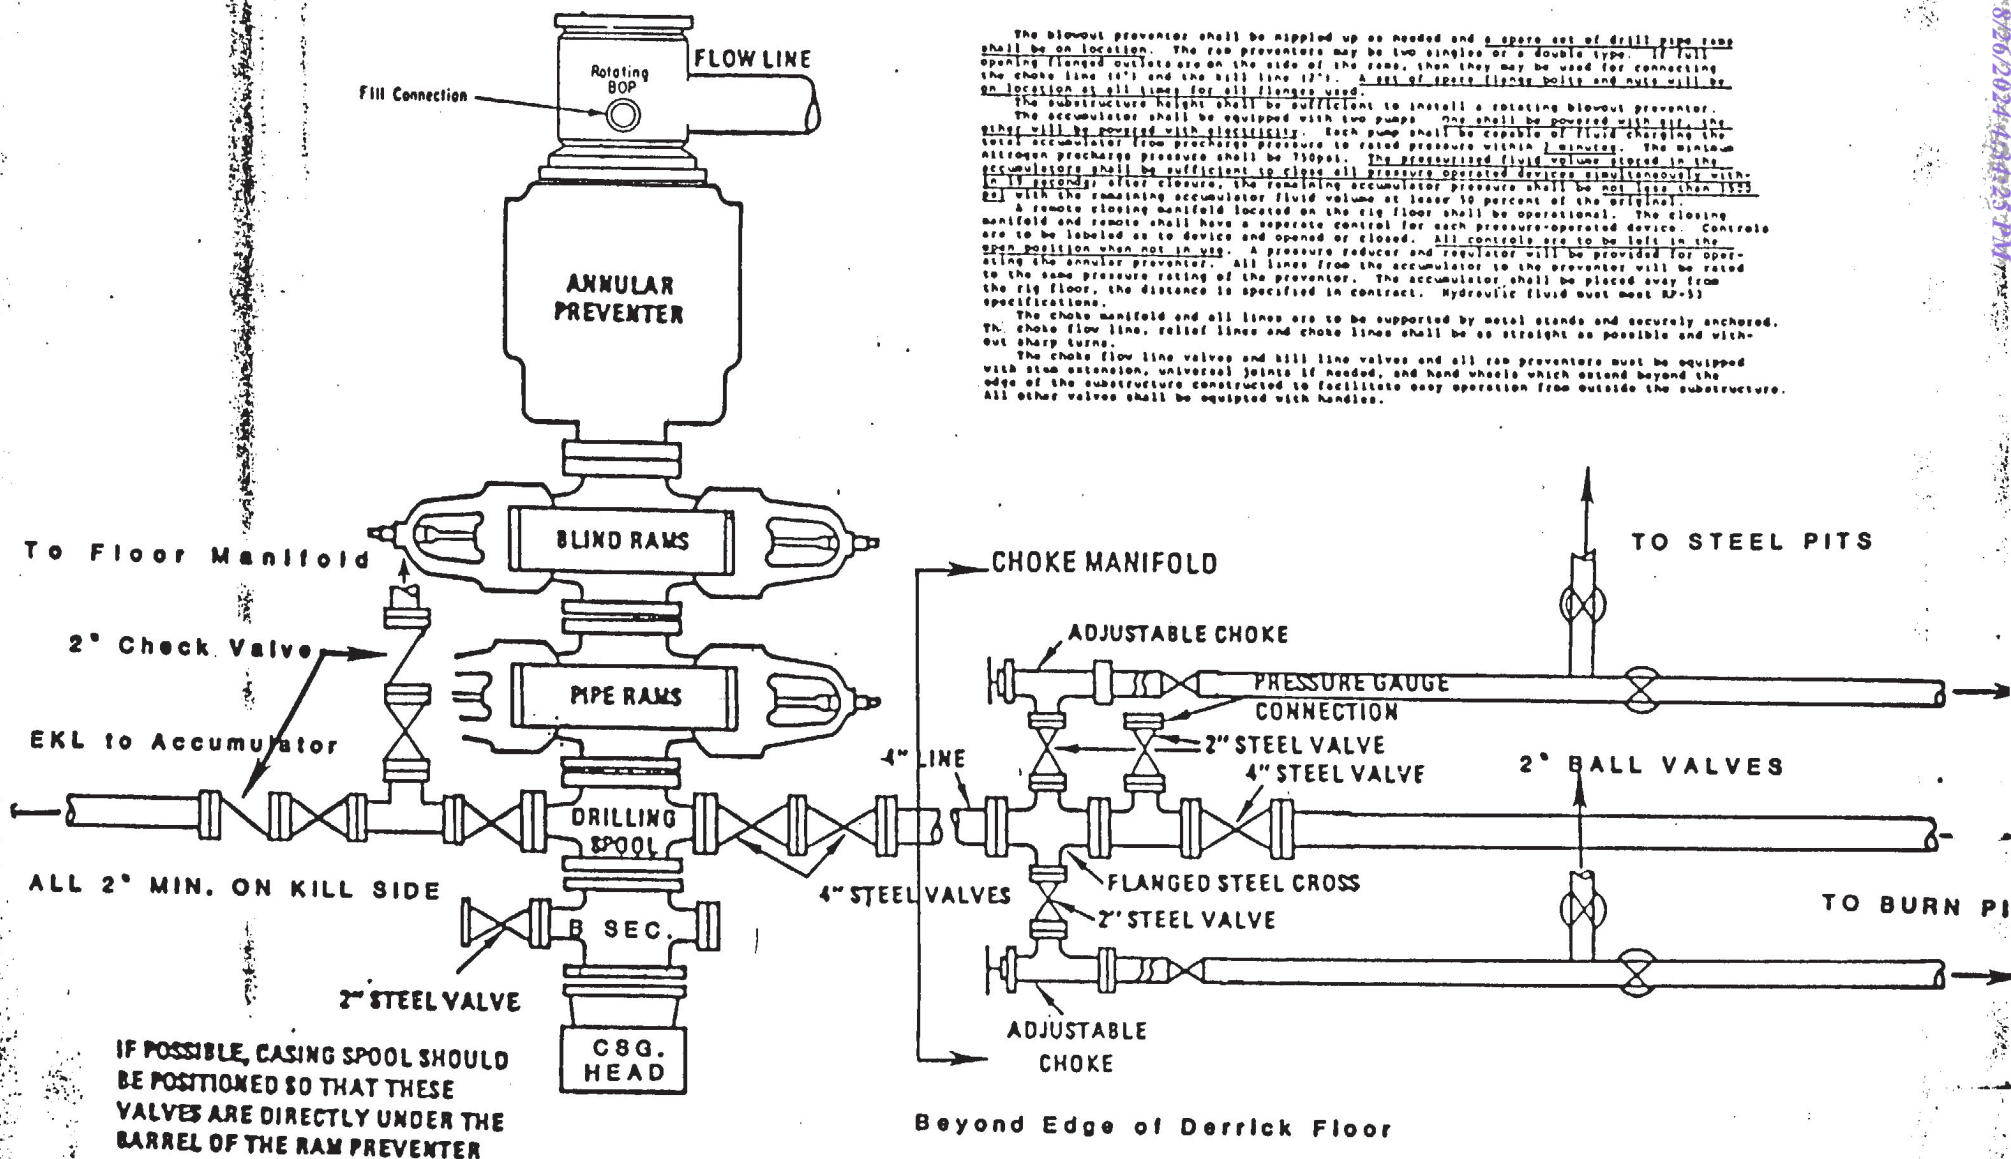 FLOW LINE
Rotating
BOP
Fill Connection
The blowout preventer shall be nippled up as needed and a spare set of drill pipe rams
shall be on location. The ram preventers may be two singles or a double type. If full
opening flanged outlets are on the side of the rams, then they may be used for connecting
the choke line (4") and the kill line (2"). A set of spare flange bolts and nuts will be
on location at all times for all flanges used.
The substructure height shall be sufficient to install a rotating blowout preventer.
The accumulator shall be equipped with two pumps. One shall be powered with air, the
other will be powered with electricity. Each pump shall be capable of fluid charging the
total accumulator from precharge pressure to rated pressure within 2 minutes. The minimum
nitrogen precharge pressure shall be 750psi. The pressurized fluid volume stored in the
accumulators shall be sufficient to close all pressure operated devices simultaneously with-
in 15 seconds; after closure, the remaining accumulator pressure shall be not less than
with the remaining accumulator fluid volume at least 50 percent of the original.
A remote closing manifold located on the rig floor shall be operational. The closing
manifold and remote shall have a separate control for each pressure-operated device. Controls
are to be labeled as to device and opened or closed. All controls are to be left in the
open position when not in use. A pressure reducer and regulator will be provided for oper-
ating the annular preventer. All lines from the accumulator to the preventer will be rated
to the same pressure rating of the preventer. The accumulator shall be placed away from
the rig floor, the distance is specified in contract. Hydraulic fluid must meet RP-53
specifications.
The choke manifold and all lines are to be supported by metal stands and securely anchored.
Th. choke flow line, relief lines and choke lines shall be as straight as possible and with-
out sharp turns.
The choke flow line valves and kill line valves and all ram preventers must be equipped
with stem extension, universal joints if needed, and hand wheels which extend beyond the
edge of the substructure constructed to facilitate easy operation from outside the substructure.
All other valves shall be equipted with handles.
ANNULAR
PREVENTER
BLIND RAMS
To Floor Manifold
TO STEEL PITS
CHOKE MANIFOLD
ADJUSTABLE CHOKE
2" Check Valve
PIPE RAMS
PRESSURE GAUGE
CONNECTION
EKL to Accumulator
2" STEEL VALVE
4" LINE
4" STEEL VALVE
2" BALL VALVES
DRILLING
SPOOL
ALL 2" MIN. ON KILL SIDE
4" STEEL VALVES
FLANGED STEEL CROSS
2" STEEL VALVE
TO BURN PI
B SEC.
2" STEEL VALVE
ADJUSTABLE
CHOKE
CSG.
HEAD
IF POSSIBLE, CASING SPOOL SHOULD
BE POSITIONED SO THAT THESE
VALVES ARE DIRECTLY UNDER THE
BARREL OF THE RAM PREVENTER
Beyond Edge of Derrick Floor
8/26/2024 4:04:25 PM